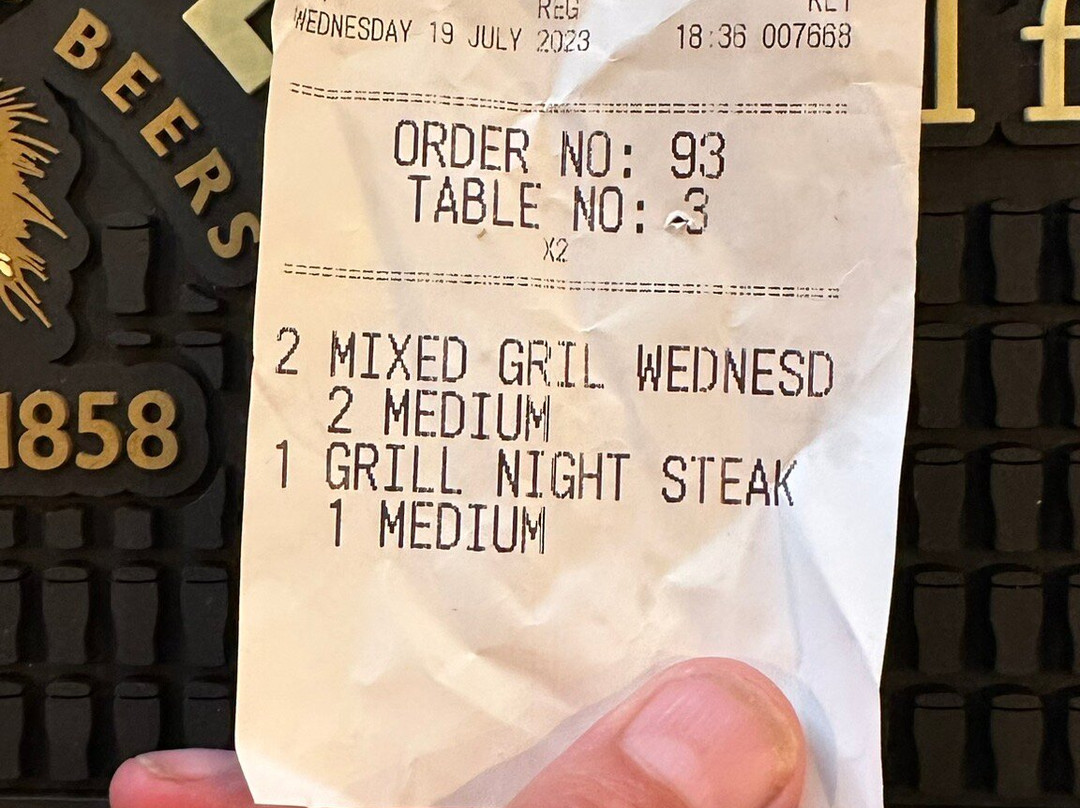 BEERS
1858
REG
WEDNESDAY 19 JULY 2023 18:36 007668
ORDER NO: 93
TABLE NO: 3
X2
2 MIXED GRIL WEDNESD
2 MEDIUM
1 GRILL NIGHT STEAK
1 MEDIUM